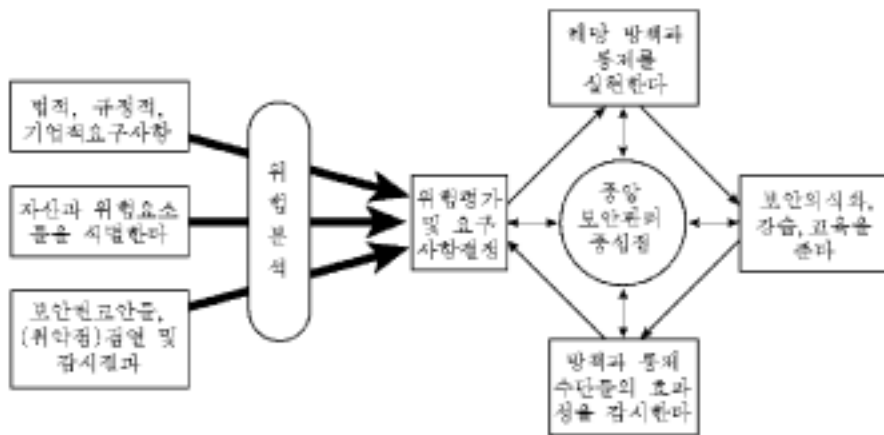 법적, 규정적,
기업적요구사항
자산과 위험요소
들을 식별한다
보안권고안들,
(취약점)검열 및
감시결과
위
험
분
석
위험평가
및 요구
사항결정
해당 방책과
통제를
실현한다
중앙
보안관리
중심점
보안의식화,
강습, 교육을
준다
방책과 통제
수단들의 효과
성을 감시한다